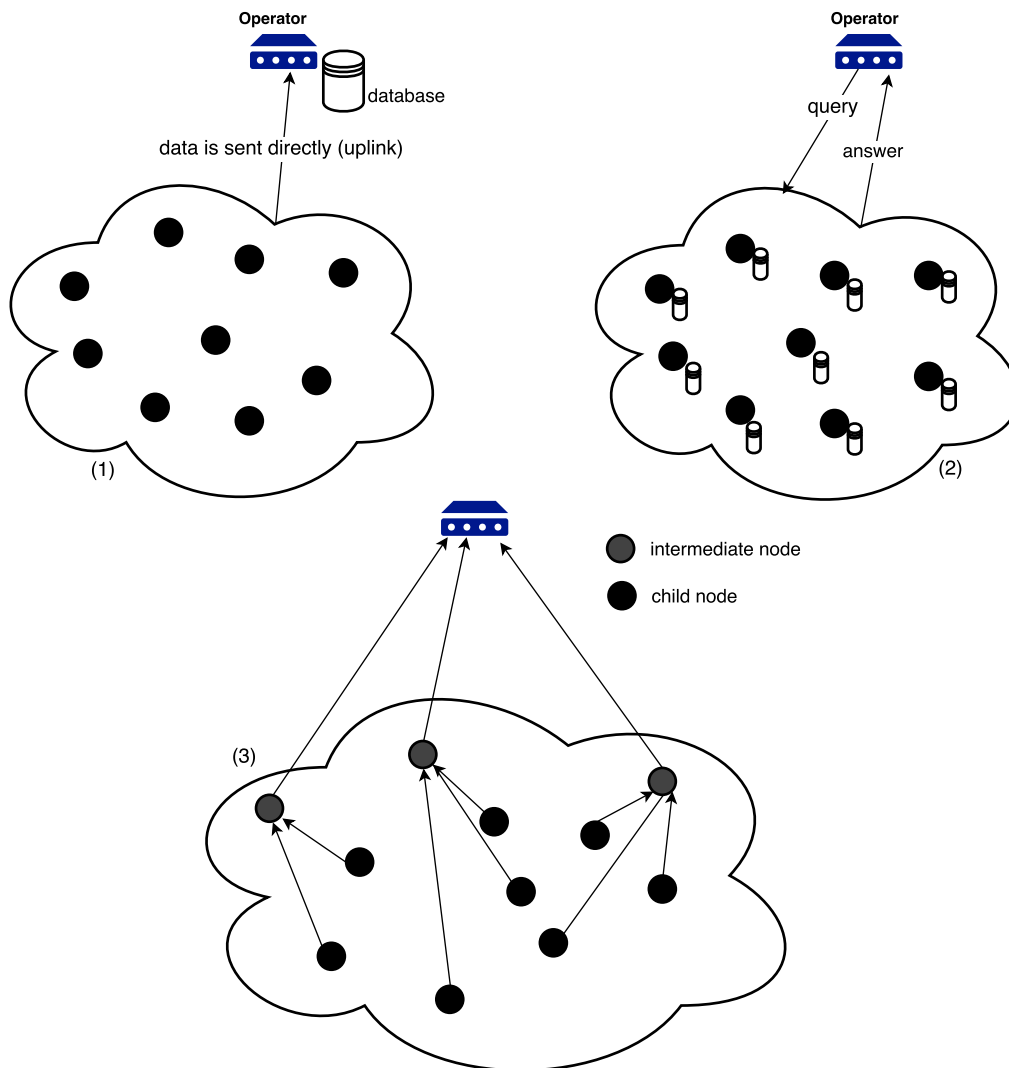 Operator
database
data is sent directly (uplink)
(1)
Operator
query
answer
(2)
intermediate node
child node
(3)